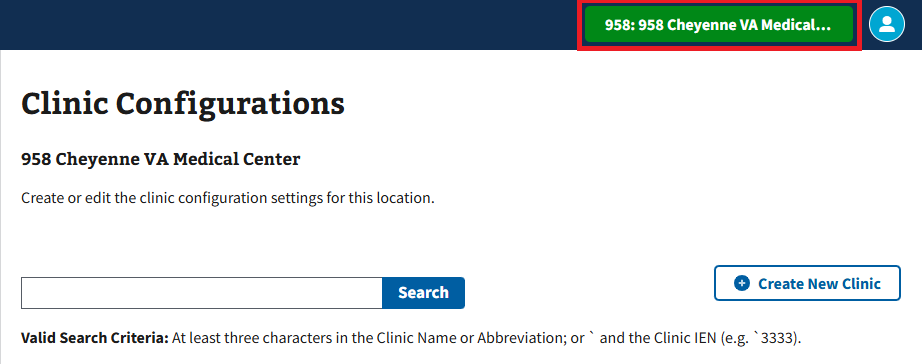 958: 958 Cheyenne VA Medical...
Clinic Configurations
958 Cheyenne VA Medical Center
Create or edit the clinic configuration settings for this location.
Search
Create New Clinic
Valid Search Criteria: At least three characters in the Clinic Name or Abbreviation; or ` and the Clinic IEN (e.g. `3333).